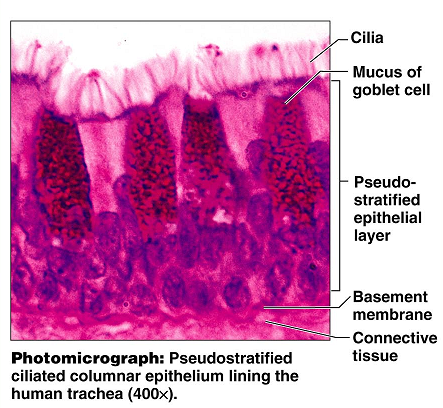 Cilia
Mucus of
goblet cell
Pseudo-
stratified
epithelial
layer
Basement
membrane
Connective
tissue
Photomicrograph: Pseudostratified
ciliated columnar epithelium lining the
human trachea (400×).